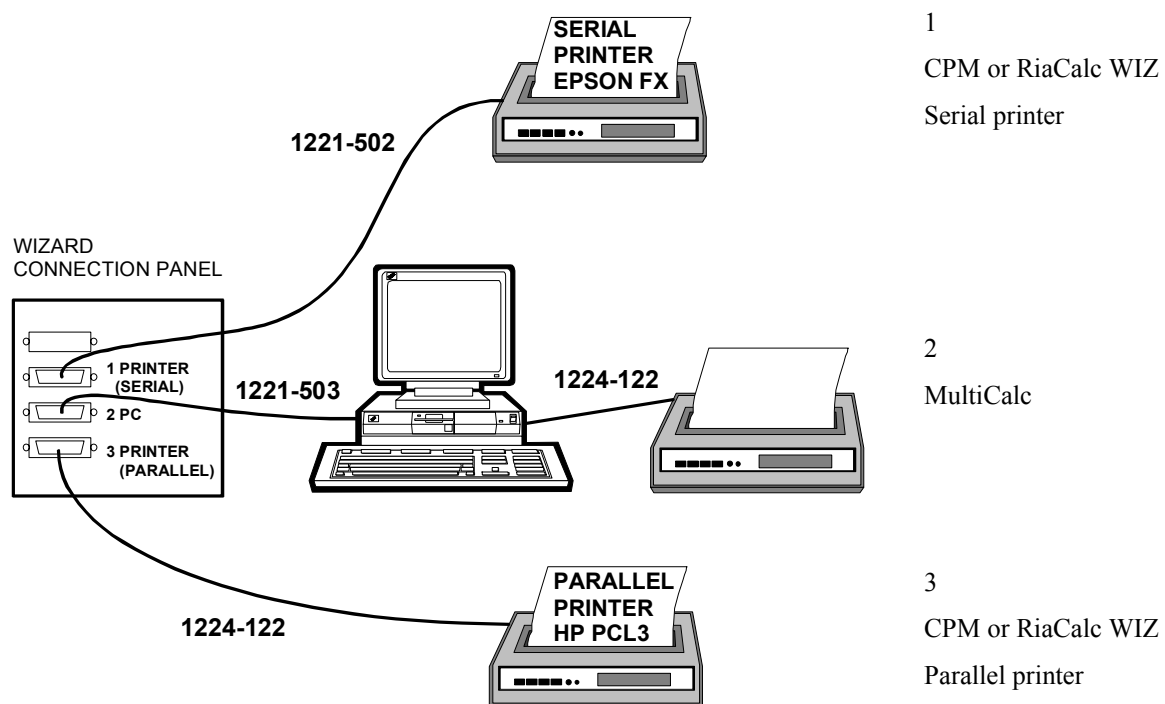 SERIAL
PRINTER
EPSON FX
1
CPM or RiaCalc WIZ
Serial printer
1221-502
WIZARD
CONNECTION PANEL
1 PRINTER
(SERIAL)
2 PC
3 PRINTER
(PARALLEL)
1221-503
1224-122
2
MultiCalc
1224-122
PARALLEL
PRINTER
HP PCL3
3
CPM or RiaCalc WIZ
Parallel printer